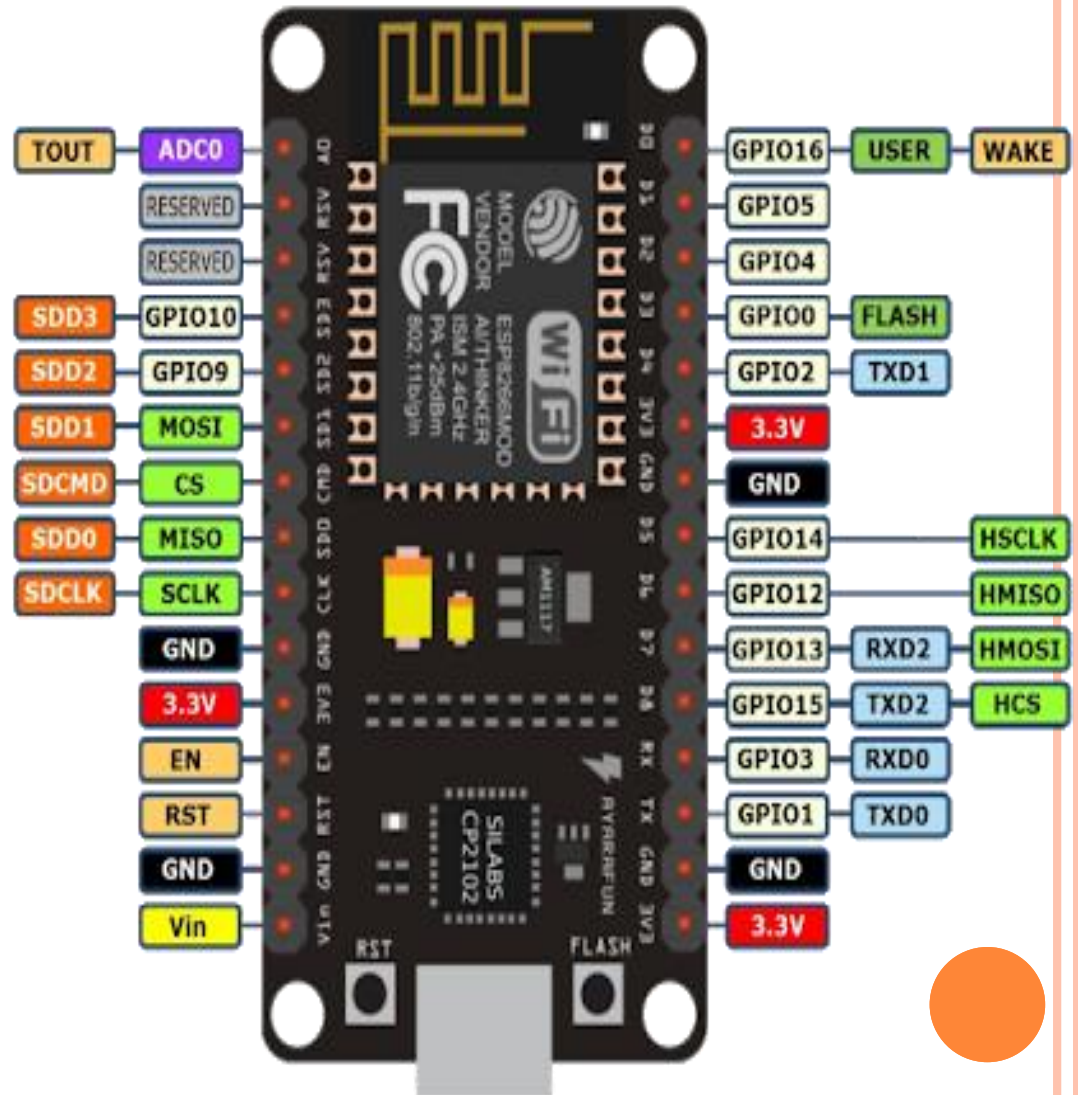 TOUT ADC0 A0
RESERVED RSV
RESERVED RSV
SDD3 GPIO10 SD3
SDD2 GPIO9 SD2
SDD1 MOSI SD1
SDCMD CS CMD
SDD0 MISO SD0
SDCLK SCLK CLK
GND GND
3.3V 3V3
EN EN
RST RST
GND GND
Vin Vin
MODEL ESP8266MOD
VENDOR AI/THINKER
ISM 2.4GHz
PA +25dBm
802.11b/g/n
FC
Wi Fi
AM1117
SILABS
CP2102
AYARAFUN
RST
FLASH
D0 GPIO16 USER WAKE
D1 GPIO5
D2 GPIO4
D3 GPIO0 FLASH
D4 GPIO2 TXD1
3V3 3.3V
GND GND
D5 GPIO14 HSCLK
D6 GPIO12 HMISO
D7 GPIO13 RXD2 HMOSI
D8 GPIO15 TXD2 HCS
RX GPIO3 RXD0
TX GPIO1 TXD0
GND GND
3V3 3.3V